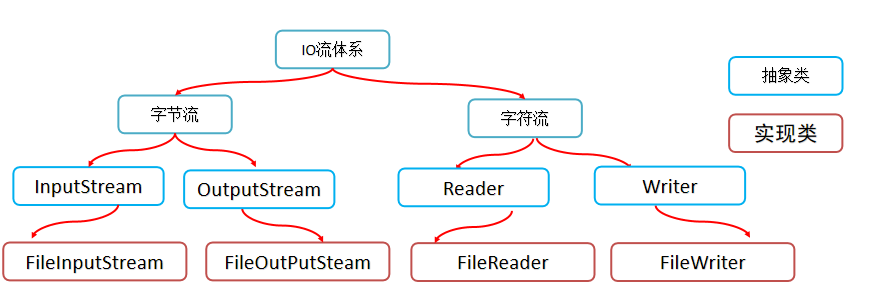 IO流体系
抽象类
字节流
字符流
实现类
InputStream
OutputStream
Reader
Writer
FileInputStream
FileOutPutSteam
FileReader
FileWriter